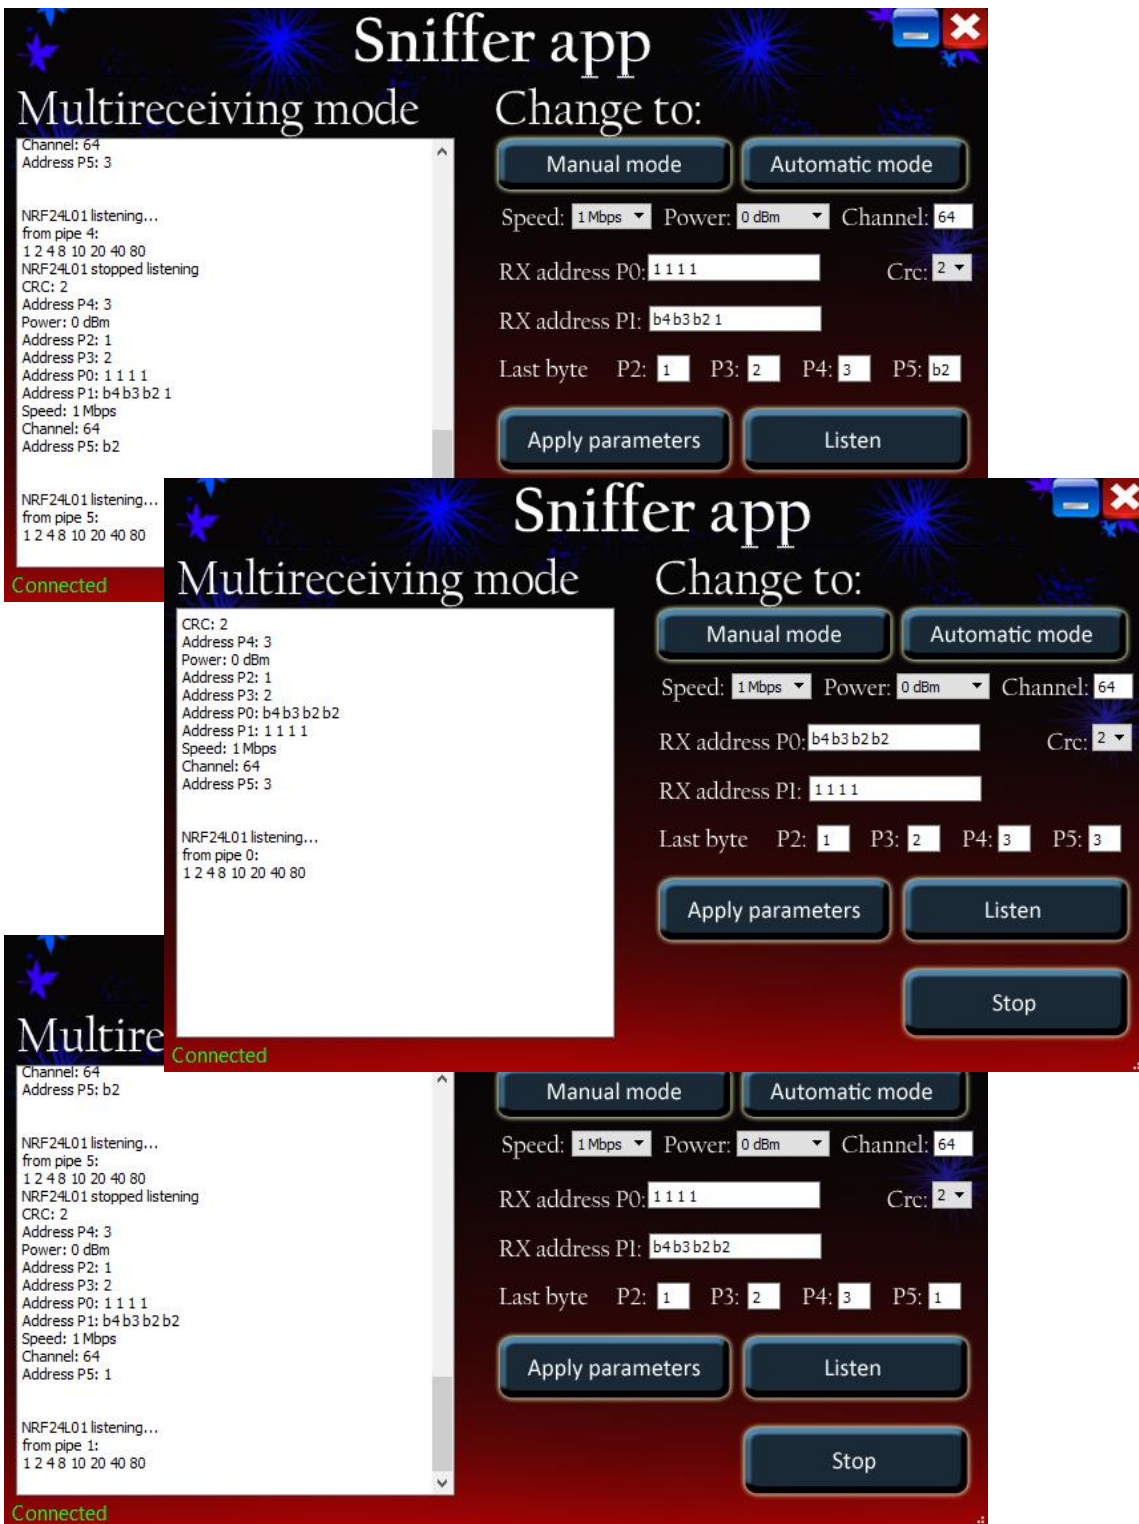 Sniffer app
Multireceiving mode
Channel: 64
Address P5: 3
NRF24L01 listening...
from pipe 4:
1 2 4 8 10 20 40 80
NRF24L01 stopped listening
CRC: 2
Address P4: 3
Power: 0 dBm
Address P2: 1
Address P3: 2
Address P0: 1 1 1 1
Address P1: b4 b3 b2 1
Speed: 1 Mbps
Channel: 64
Address P5: b2
NRF24L01 listening...
from pipe 5:
1 2 4 8 10 20 40 80
Connected
Change to:
Manual mode Automatic mode
Speed: 1 Mbps Power: 0 dBm Channel: 64
RX address P0: 1 1 1 1 Crc: 2
RX address P1: b4 b3 b2 1
Last byte P2: 1 P3: 2 P4: 3 P5: b2
Apply parameters Listen
Sniffer app
Multireceiving mode
CRC: 2
Address P4: 3
Power: 0 dBm
Address P2: 1
Address P3: 2
Address P0: b4 b3 b2 b2
Address P1: 1 1 1 1
Speed: 1 Mbps
Channel: 64
Address P5: 3
NRF24L01 listening...
from pipe 0:
1 2 4 8 10 20 40 80
Connected
Change to:
Manual mode Automatic mode
Speed: 1 Mbps Power: 0 dBm Channel: 64
RX address P0: b4 b3 b2 b2 Crc: 2
RX address P1: 1 1 1 1
Last byte P2: 1 P3: 2 P4: 3 P5: 3
Apply parameters Listen
Stop
Multire
Channel: 64
Address P5: b2
NRF24L01 listening...
from pipe 5:
1 2 4 8 10 20 40 80
NRF24L01 stopped listening
CRC: 2
Address P4: 3
Power: 0 dBm
Address P2: 1
Address P3: 2
Address P0: 1 1 1 1
Address P1: b4 b3 b2 b2
Speed: 1 Mbps
Channel: 64
Address P5: 1
NRF24L01 listening...
from pipe 1:
1 2 4 8 10 20 40 80
Connected
Manual mode Automatic mode
Speed: 1 Mbps Power: 0 dBm Channel: 64
RX address P0: 1 1 1 1 Crc: 2
RX address P1: b4 b3 b2 b2
Last byte P2: 1 P3: 2 P4: 3 P5: 1
Apply parameters Listen
Stop